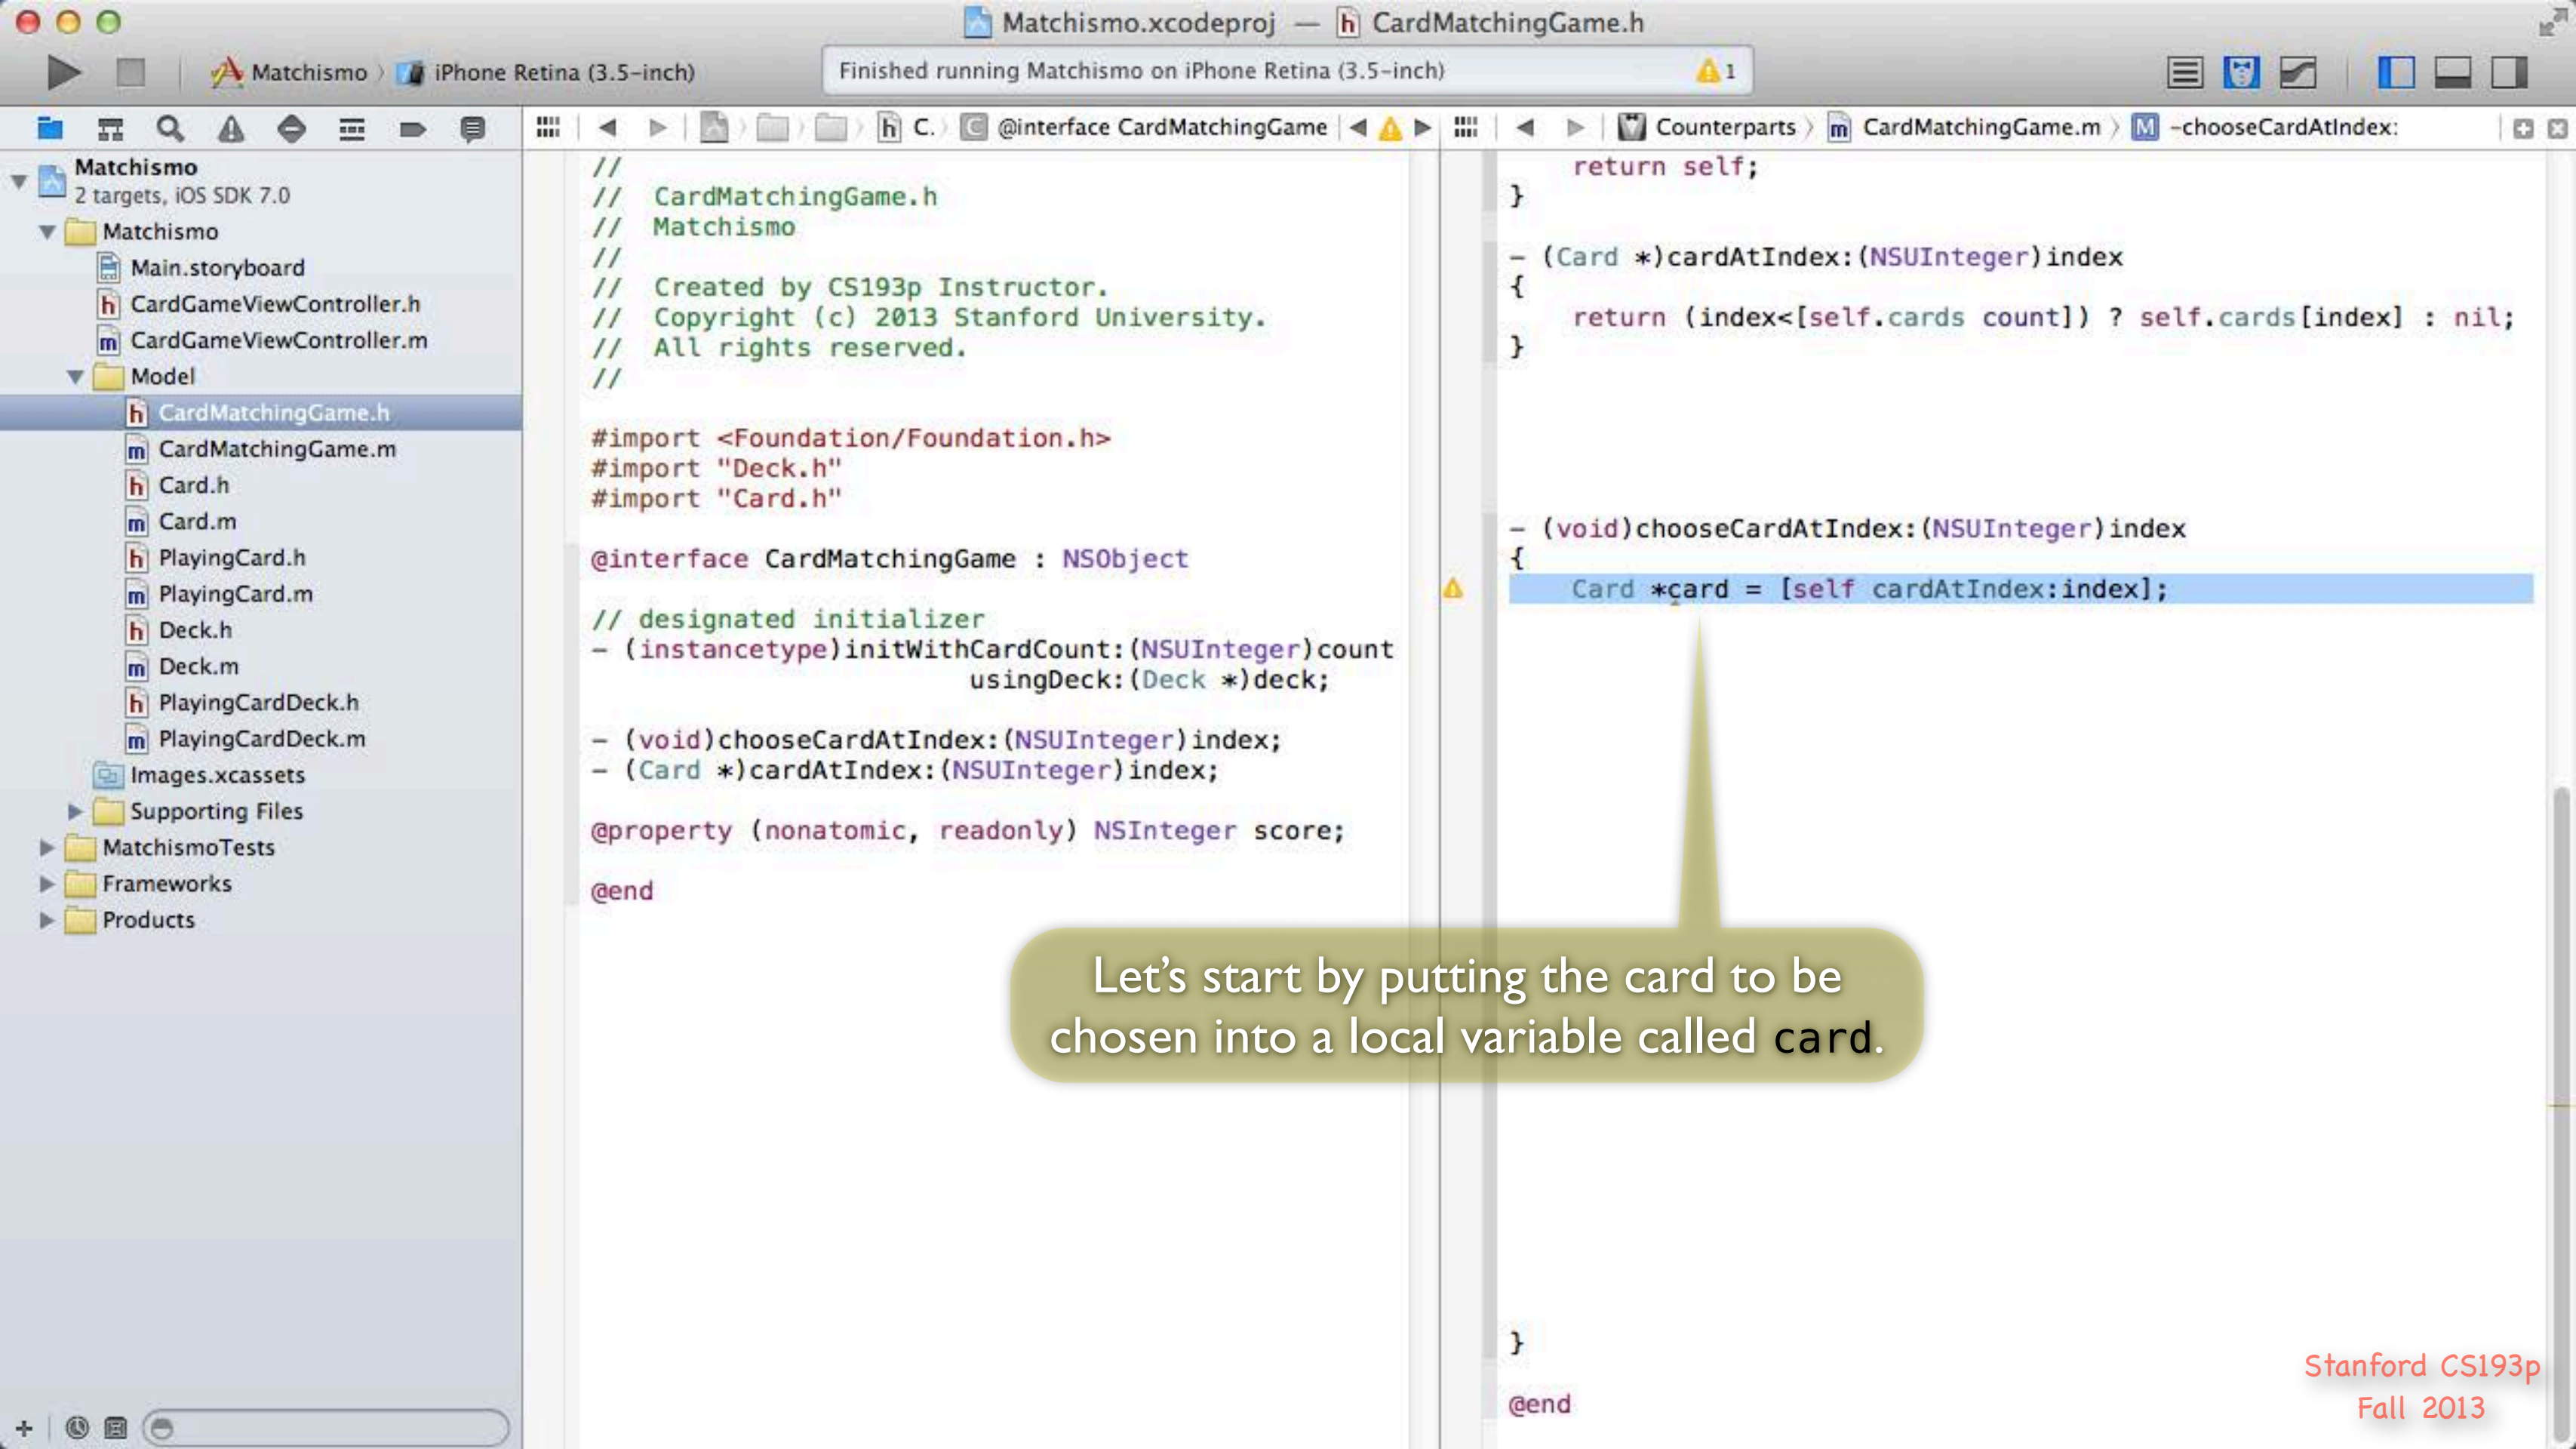 Matchismo.xcodeproj — h CardMatchingGame.h
Matchismo › iPhone Retina (3.5-inch)
Finished running Matchismo on iPhone Retina (3.5-inch)
1
h C. C @interface CardMatchingGame
Counterparts › m CardMatchingGame.m › M -chooseCardAtIndex:
Matchismo
2 targets, iOS SDK 7.0
Matchismo
Main.storyboard
h CardGameViewController.h
m CardGameViewController.m
Model
h CardMatchingGame.h
m CardMatchingGame.m
h Card.h
m Card.m
h PlayingCard.h
m PlayingCard.m
h Deck.h
m Deck.m
h PlayingCardDeck.h
m PlayingCardDeck.m
Images.xcassets
Supporting Files
MatchismoTests
Frameworks
Products
//
//  CardMatchingGame.h
//  Matchismo
//
//  Created by CS193p Instructor.
//  Copyright (c) 2013 Stanford University.
//  All rights reserved.
//
#import <Foundation/Foundation.h>
#import "Deck.h"
#import "Card.h"
@interface CardMatchingGame : NSObject
// designated initializer
- (instancetype)initWithCardCount:(NSUInteger)count
usingDeck:(Deck *)deck;
- (void)chooseCardAtIndex:(NSUInteger)index;
- (Card *)cardAtIndex:(NSUInteger)index;
@property (nonatomic, readonly) NSInteger score;
@end
return self;
}
- (Card *)cardAtIndex:(NSUInteger)index
{
return (index<[self.cards count]) ? self.cards[index] : nil;
}
- (void)chooseCardAtIndex:(NSUInteger)index
{
Card *card = [self cardAtIndex:index];
}
@end
Let's start by putting the card to be
chosen into a local variable called card.
Stanford CS193p
Fall 2013